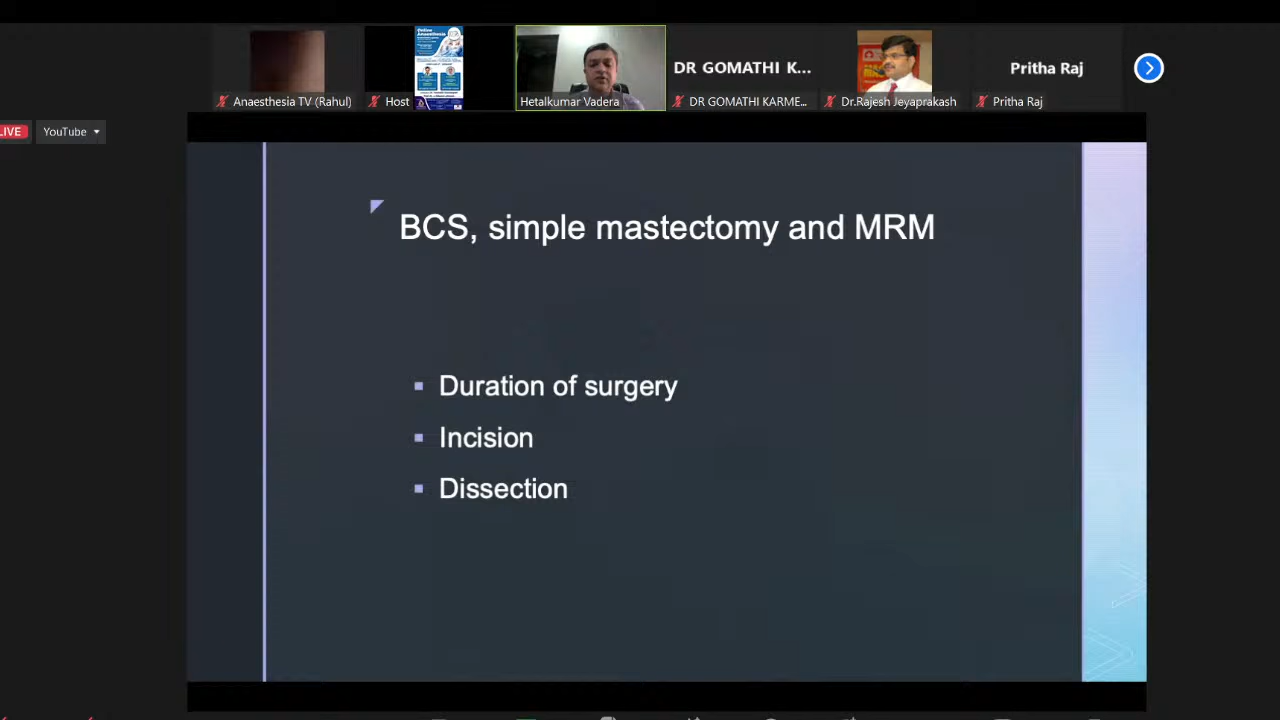 DR GOMATHI K...
Pritha Raj
Anaesthesia TV (Rahul)
Host
Hetalkumar Vadera
DR GOMATHI KARME...
Dr.Rajesh Jeyaprakash
Pritha Raj
LIVE
YouTube
BCS, simple mastectomy and MRM
Duration of surgery
Incision
Dissection